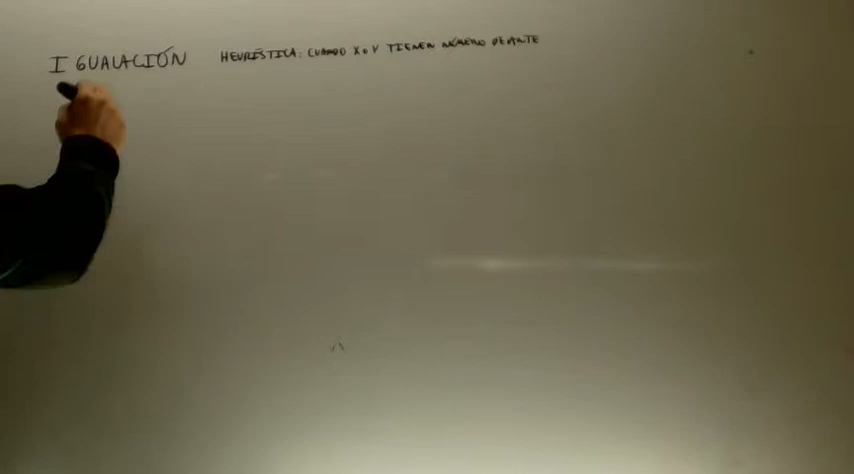 IGUALACIÓN HEURÍSTICA: CUANDO X O Y TIENEN NÚMERO DELANTE